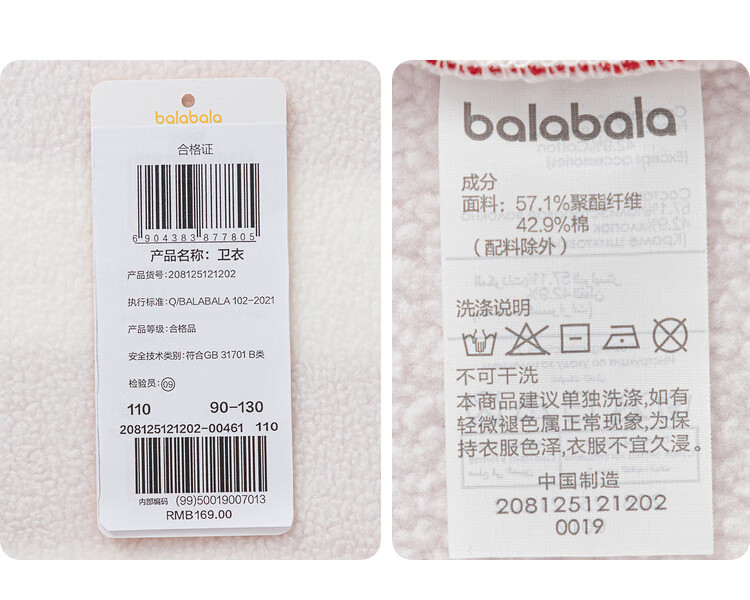 balabala
合格证
6904383877805
产品名称：卫衣
产品货号:208125121202
执行标准：Q/BALABALA 102-2021
产品等级：合格品
安全技术类别：符合GB 31701 B类
检验员：09
110 90-130
208125121202-00461 110
内部编码 (99)50019007013
RMB169.00
balabala
成分
面料：57.1%聚酯纤维
42.9%棉
（配料除外）
洗涤说明
不可干洗
本商品建议单独洗涤,如有
轻微褪色属正常现象,为保
持衣服色泽,衣服不宜久浸。
中国制造
208125121202
0019